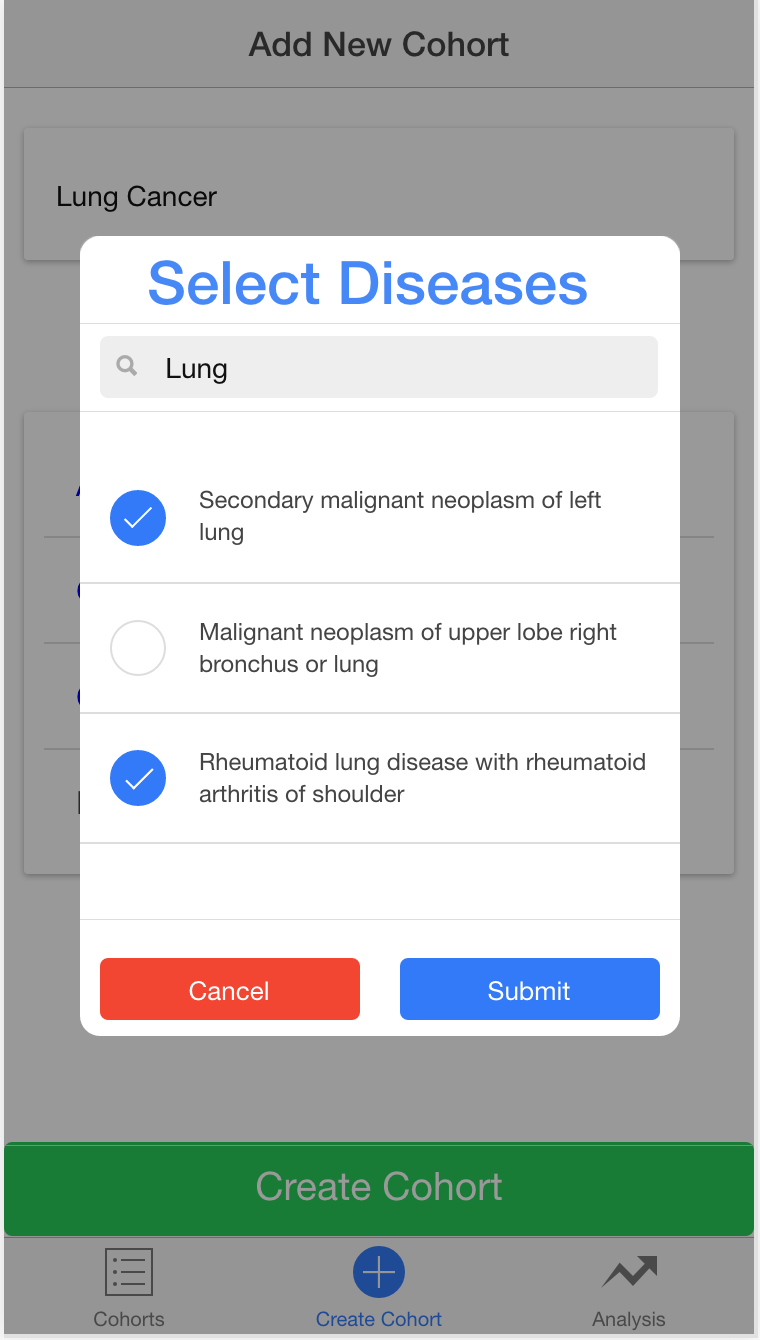 Add New Cohort
Lung Cancer
Select Diseases
Lung
Secondary malignant neoplasm of left
lung
Malignant neoplasm of upper lobe right
bronchus or lung
Rheumatoid lung disease with rheumatoid
arthritis of shoulder
Cancel
Submit
Create Cohort
Cohorts
Create Cohort
Analysis